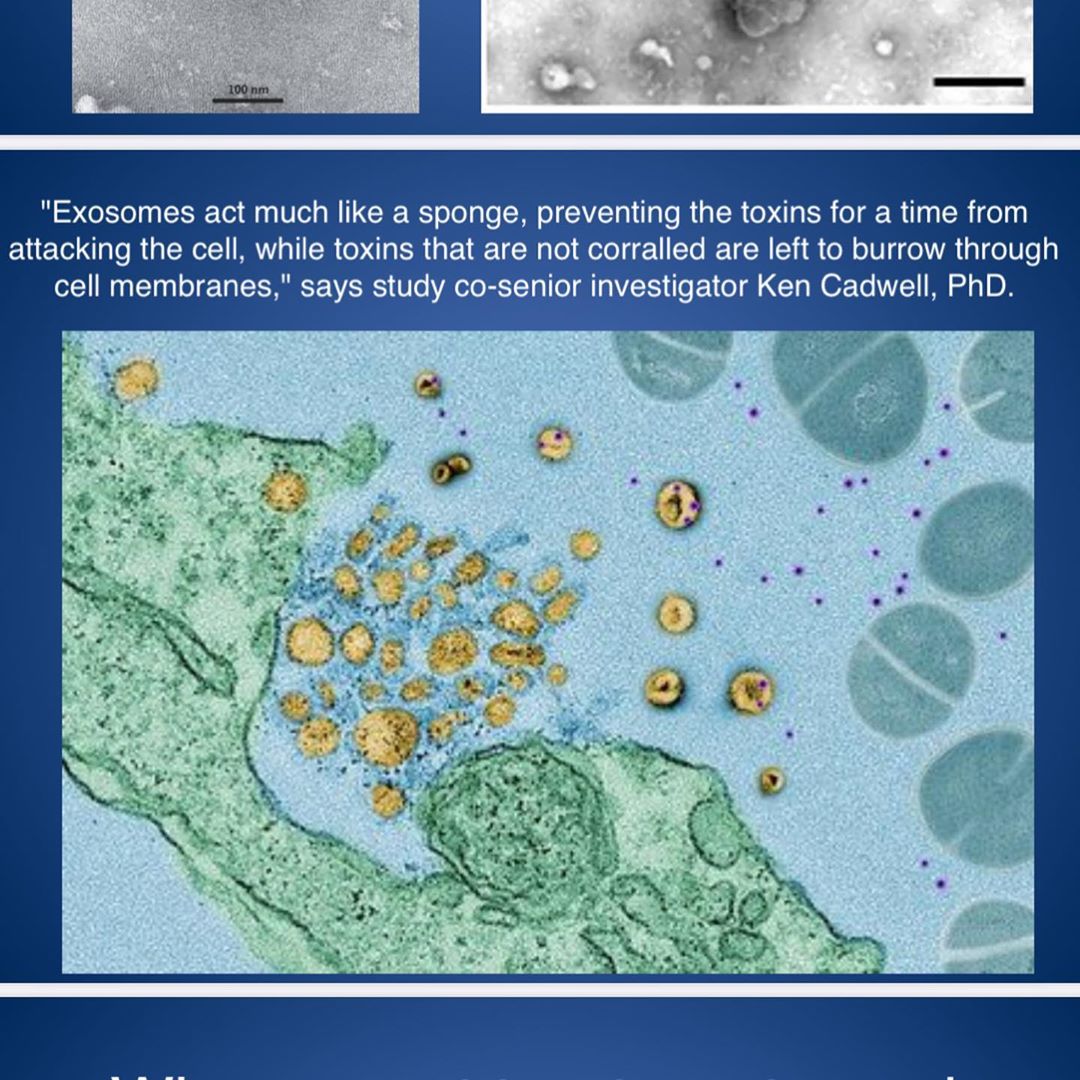 100 nm
"Exosomes act much like a sponge, preventing the toxins for a time from
attacking the cell, while toxins that are not corralled are left to burrow through
cell membranes," says study co-senior investigator Ken Cadwell, PhD.